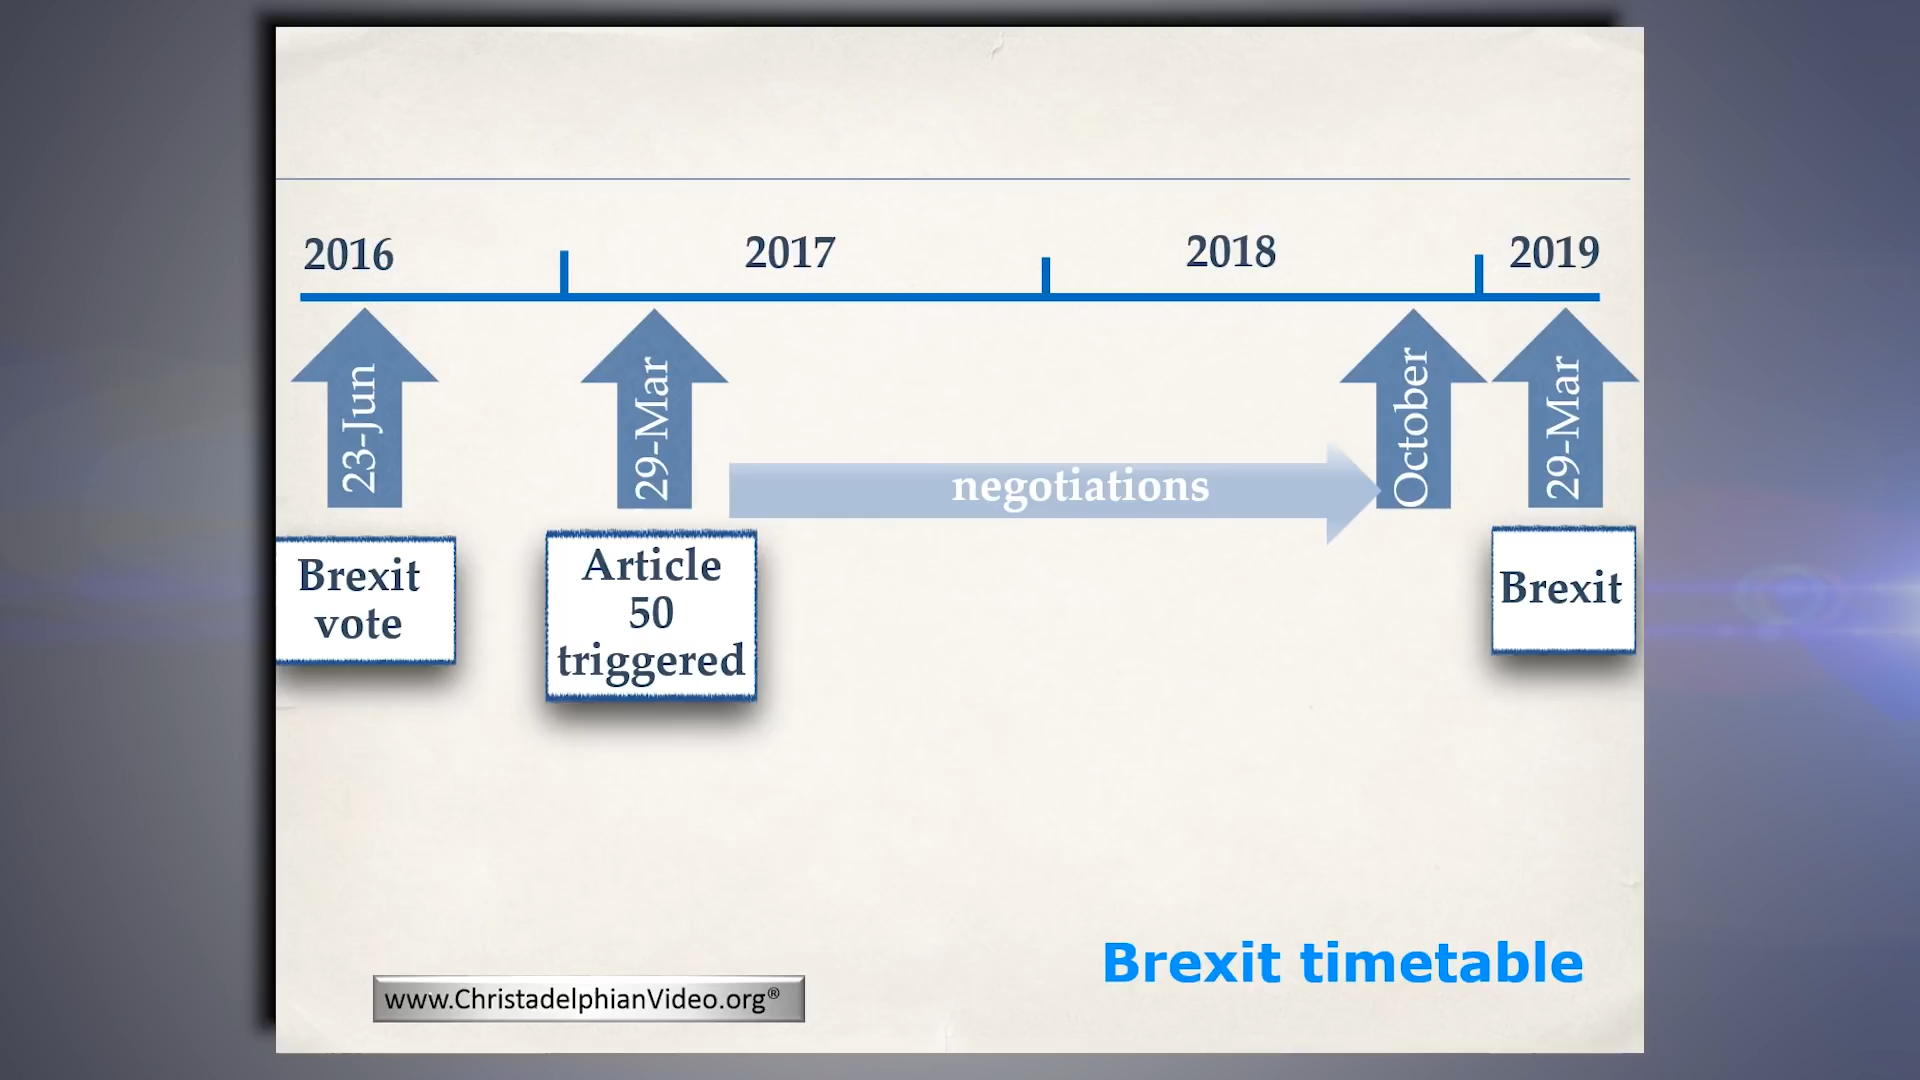 2016
2017
2018
2019
23-Jun
29-Mar
October
29-Mar
negotiations
Brexit
vote
Article
50
triggered
Brexit
Brexit timetable
www.ChristadelphianVideo.org®